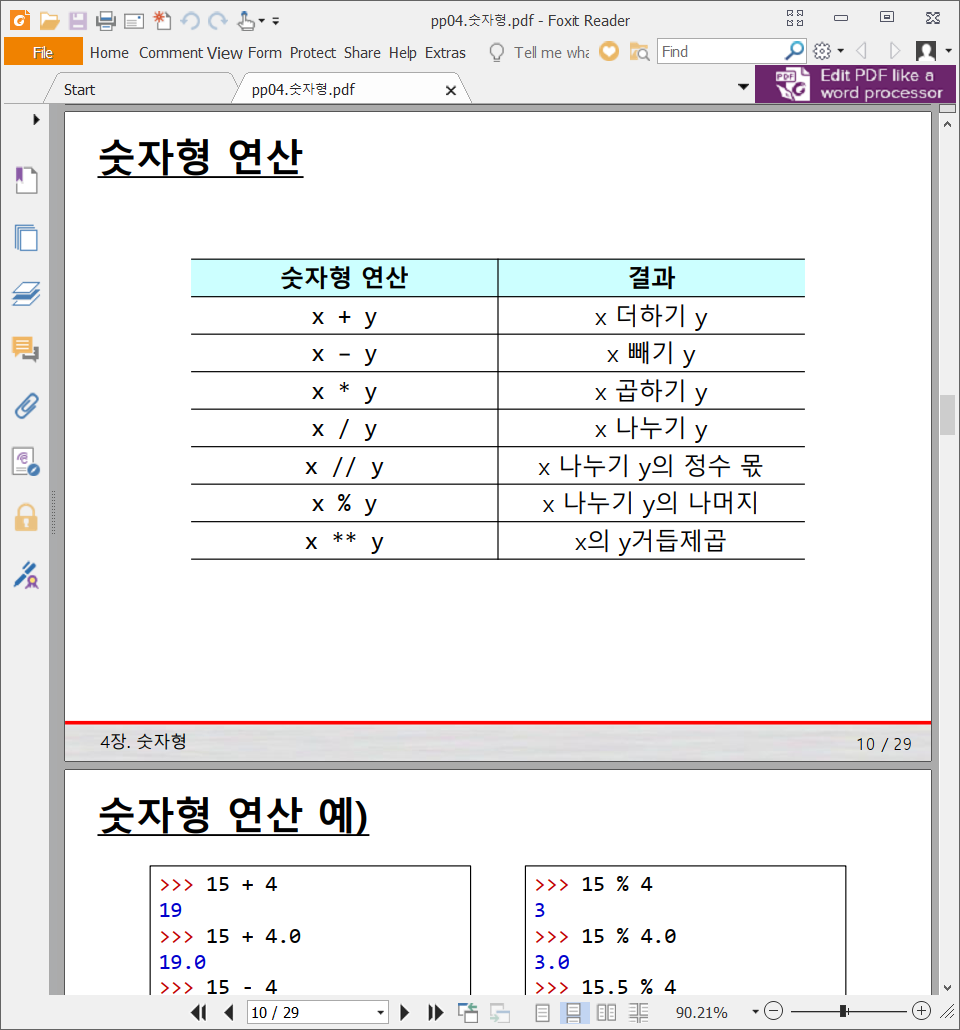 pp04.숫자형.pdf - Foxit Reader
File Home Comment View Form Protect Share Help Extras Tell me wha Find
Start pp04.숫자형.pdf
Edit PDF like a
word processor
숫자형 연산
숫자형 연산 결과
x + y x 더하기 y
x - y x 빼기 y
x * y x 곱하기 y
x / y x 나누기 y
x // y x 나누기 y의 정수 몫
x % y x 나누기 y의 나머지
x ** y x의 y거듭제곱
4장. 숫자형 10 / 29
숫자형 연산 예)
>>> 15 + 4
19
>>> 15 + 4.0
19.0
>>> 15 - 4
>>> 15 % 4
3
>>> 15 % 4.0
3.0
>>> 15.5 % 4
10 / 29 90.21%